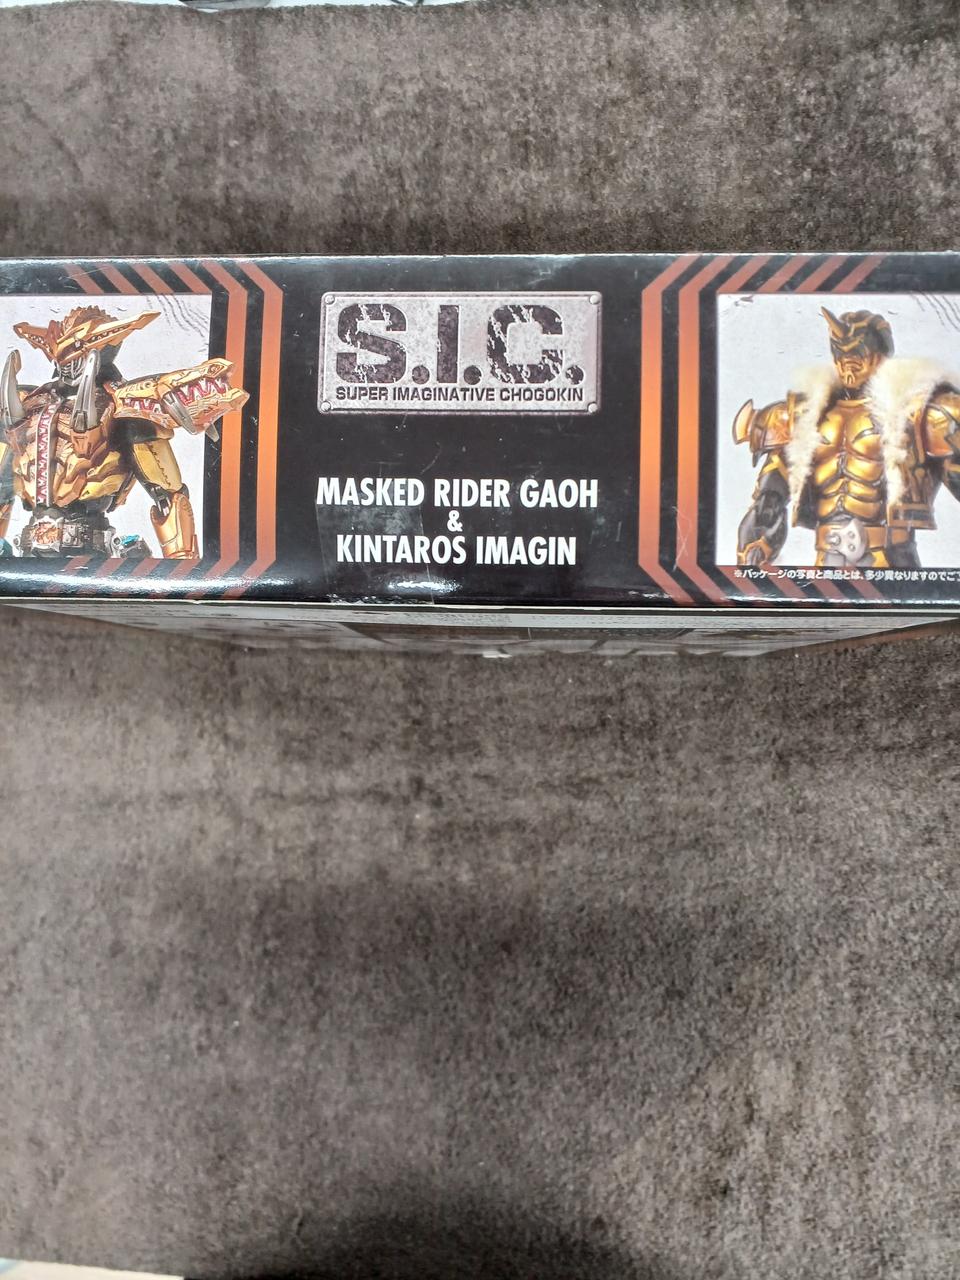 S.I.C.
SUPER IMAGINATIVE CHOGOKIN
MASKED RIDER GAOH
&
KINTAROS IMAGIN
※パッケージの写真と商品とは、多少異なりますのでご